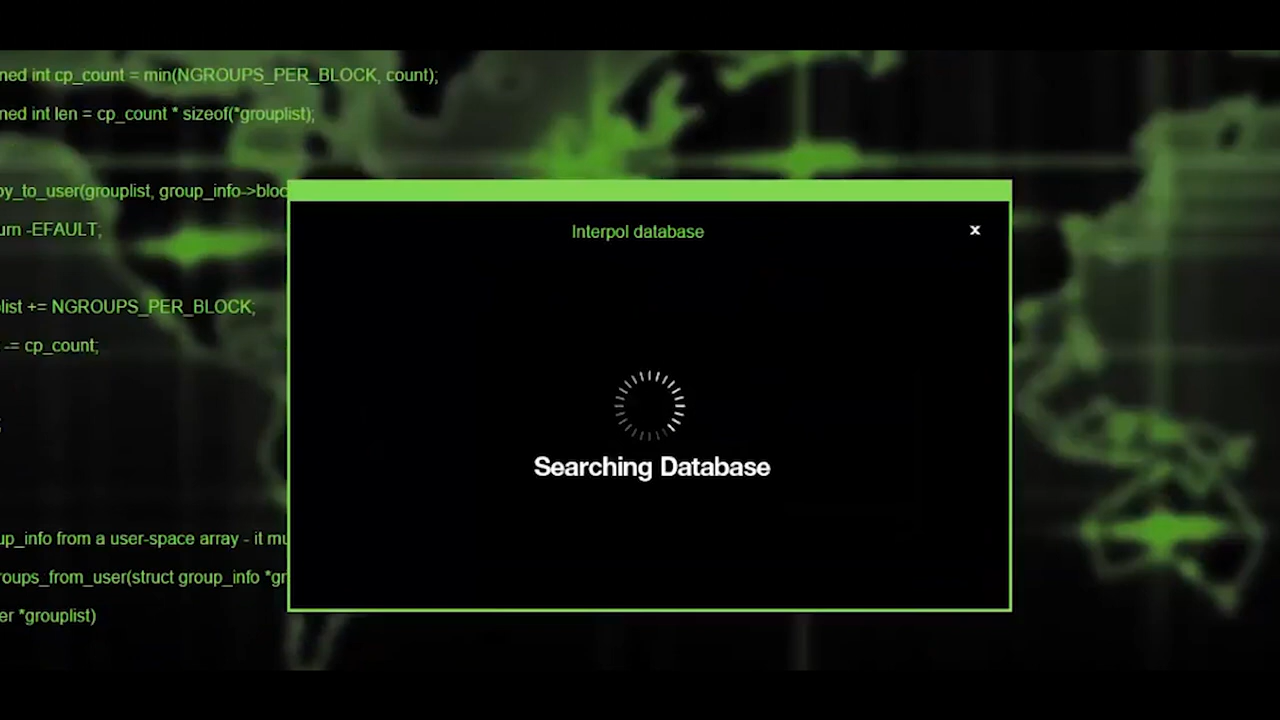 ned int cp_count = min(NGROUPS_PER_BLOCK, count);
ned int len = cp_count * sizeof(*grouplist);
py_to_user(grouplist, group_info->bloc
urn -EFAULT;
Interpol database
x
plist += NGROUPS_PER_BLOCK;
-= cp_count;
;
Searching Database
up_info from a user-space array - it mu
roups_from_user(struct group_info *gr
er *grouplist)